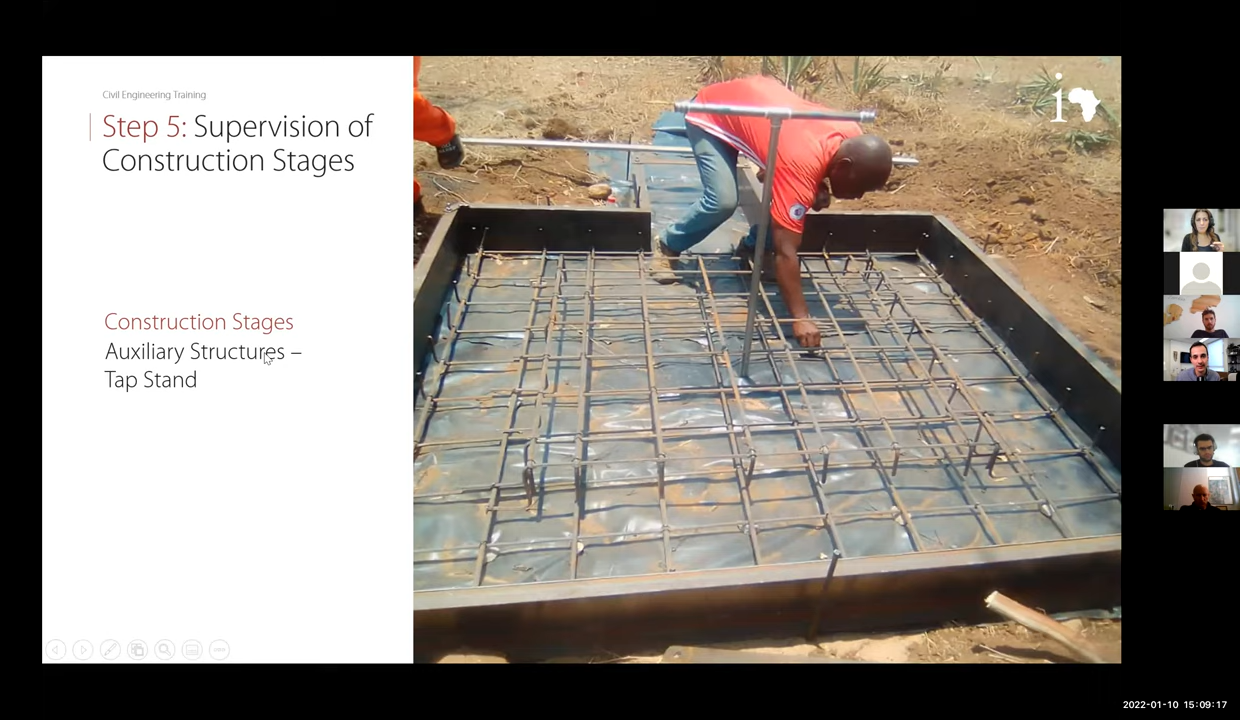 Civil Engineering Training
Step 5: Supervision of
Construction Stages
Construction Stages
Auxiliary Structures –
Tap Stand
i
2022-01-10 15:09:17